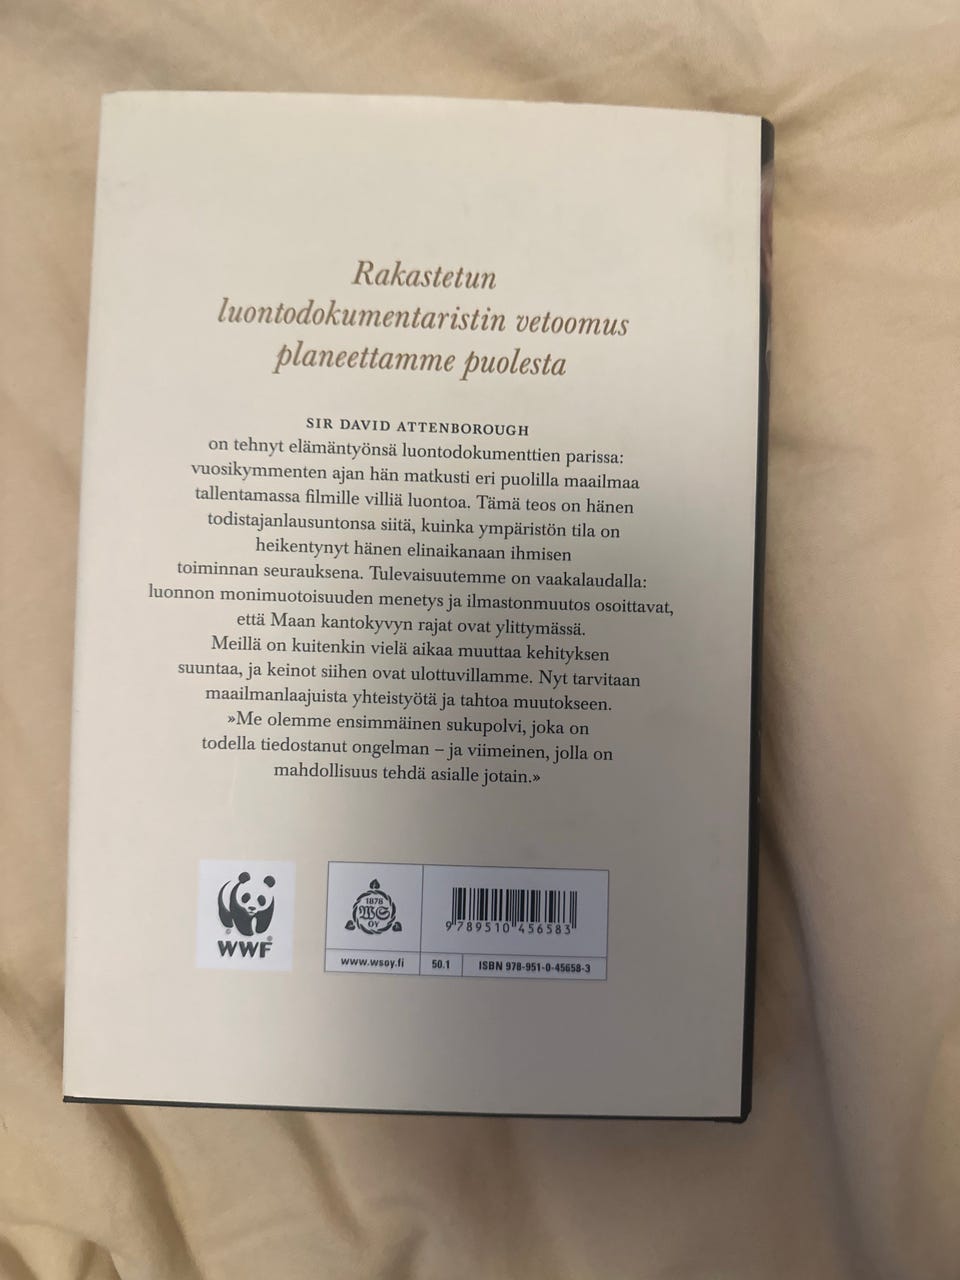 Rakastetun
luontodokumentaristin vetoomus
planeettamme puolesta
SIR DAVID ATTENBOROUGH
on tehnyt elämäntyönsä luontodokumenttien parissa:
vuosikymmenten ajan hän matkusti eri puolilla maailmaa
tallentamassa filmille villiä luontoa. Tämä teos on hänen
todistajanlausuntonsa siitä, kuinka ympäristön tila on
heikentynyt hänen elinaikanaan ihmisen
toiminnan seurauksena. Tulevaisuutemme on vaakalaudalla:
luonnon monimuotoisuuden menetys ja ilmastonmuutos osoittavat,
että Maan kantokyvyn rajat ovat ylittymässä.
Meillä on kuitenkin vielä aikaa muuttaa kehityksen
suuntaa, ja keinot siihen ovat ulottuvillamme. Nyt tarvitaan
maailmanlaajuista yhteistyötä ja tahtoa muutokseen.
»Me olemme ensimmäinen sukupolvi, joka on
todella tiedostanut ongelman – ja viimeinen, jolla on
mahdollisuus tehdä asialle jotain.»
© ®
WWF
1878
WS
OY
9 789510 456583
www.wsoy.fi 50.1 ISBN 978-951-0-45658-3